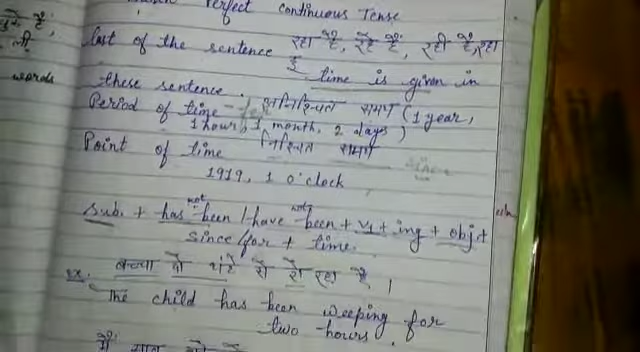 Perfect Continuous Tense
है,
ली
last of the sentence रहा है, रहे हैं, रही है, रहा
words
हूँ time is given in
these sentence.
Period of time - for अनिश्चित समय (1 year,
1 hour, 1 month, 2 days)
Point of time निश्चित समय since
1919, 1 o'clock
Sub. + has not been / have not been + v1 + ing + obj. +
since/for + time.
ex. बच्चा दो घंटे से रो रहा है।
The child has been weeping for
two hours.
मैं सात